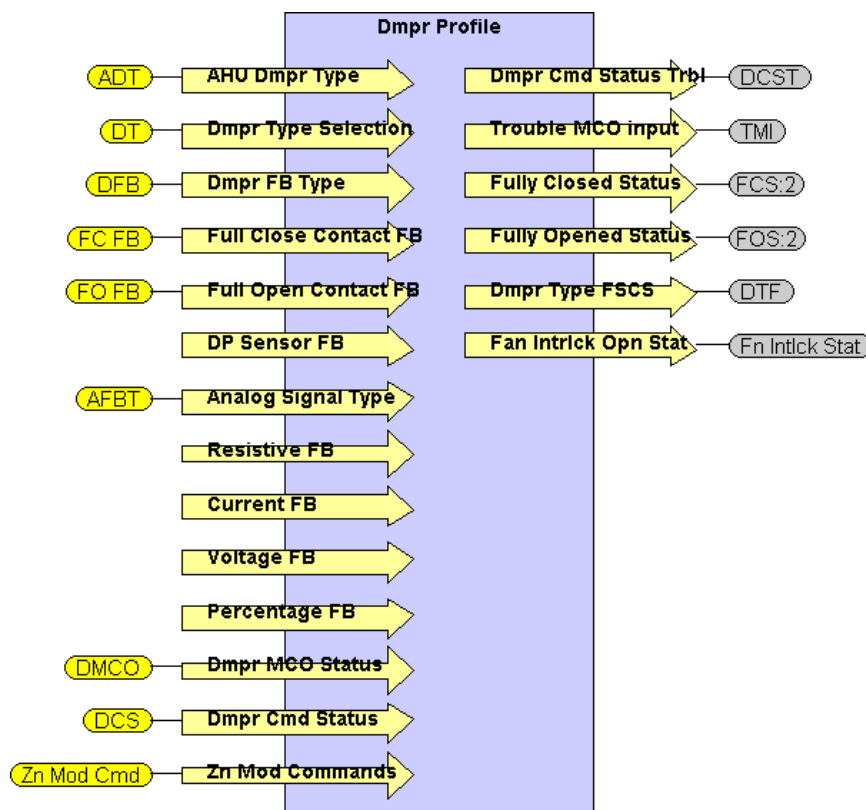 Dmpr Profile
ADT AHU Dmpr Type Dmpr Cmd Status Trbl DCST
DT Dmpr Type Selection Trouble MCO input TMI
DFB Dmpr FB Type Fully Closed Status FCS:2
FC FB Full Close Contact FB Fully Opened Status FOS:2
FO FB Full Open Contact FB Dmpr Type FSCS DTF
DP Sensor FB Fan Intrlck Opn Stat Fn Intlck Stat
AFBT Analog Signal Type
Resistive FB
Current FB
Voltage FB
Percentage FB
DMCO Dmpr MCO Status
DCS Dmpr Cmd Status
Zn Mod Cmd Zn Mod Commands